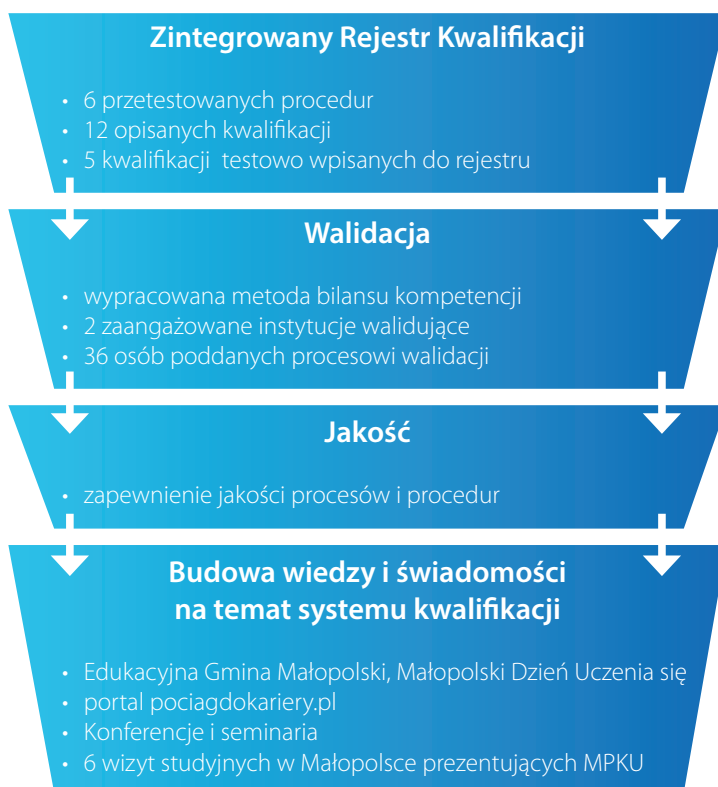 Zintegrowany Rejestr Kwalifikacji
• 6 przetestowanych procedur
• 12 opisanych kwalifikacji
• 5 kwalifikacji testowo wpisanych do rejestru
Walidacja
• wypracowana metoda bilansu kompetencji
• 2 zaangażowane instytucje walidujące
• 36 osób poddanych procesowi walidacji
Jakość
• zapewnienie jakości procesów i procedur
Budowa wiedzy i świadomości
na temat systemu kwalifikacji
• Edukacyjna Gmina Małopolski, Małopolski Dzień Uczenia się
• portal pociagdokariery.pl
• Konferencje i seminaria
• 6 wizyt studyjnych w Małopolsce prezentujących MPKU